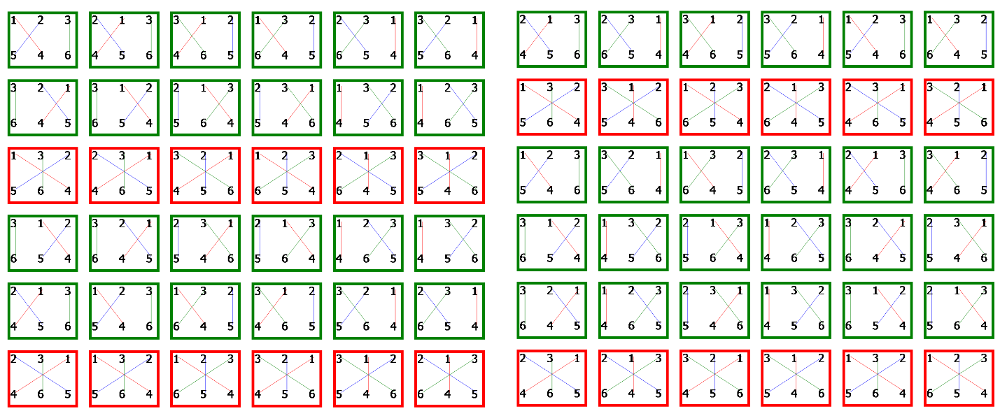 1 2 3 2 1 3 3 1 2 1 3 2 2 3 1 3 2 1
5 4 6 4 5 6 4 6 5 6 4 5 6 5 4 5 6 4
3 2 1 3 1 2 2 1 3 2 3 1 1 3 2 1 2 3
6 4 5 6 5 4 5 6 4 5 4 6 4 5 6 4 6 5
1 3 2 2 3 1 3 2 1 1 2 3 2 1 3 3 1 2
5 6 4 4 6 5 4 5 6 6 5 4 6 4 5 5 4 6
3 1 2 3 2 1 2 3 1 2 1 3 1 2 3 1 3 2
6 5 4 6 4 5 5 4 6 5 6 4 4 6 5 4 5 6
2 1 3 1 2 3 1 3 2 3 1 2 3 2 1 2 3 1
4 5 6 5 4 6 6 4 5 4 6 5 5 6 4 6 5 4
2 3 1 1 3 2 1 2 3 3 2 1 3 1 2 2 1 3
4 6 5 5 6 4 6 5 4 4 5 6 5 4 6 6 4 5
2 1 3 2 3 1 3 1 2 3 2 1 1 2 3 1 3 2
4 5 6 6 5 4 4 6 5 5 6 4 5 4 6 6 4 5
1 3 2 3 1 2 1 2 3 2 1 3 2 3 1 3 2 1
5 6 4 5 4 6 6 5 4 6 4 5 4 6 5 4 5 6
1 2 3 3 2 1 1 3 2 2 3 1 2 1 3 3 1 2
5 4 6 5 6 4 6 4 5 6 5 4 4 5 6 4 6 5
3 1 2 1 3 2 2 1 3 1 2 3 3 2 1 2 3 1
6 5 4 4 5 6 5 6 4 4 6 5 6 4 5 5 4 6
3 2 1 1 2 3 2 3 1 1 3 2 3 1 2 2 1 3
6 4 5 4 6 5 5 4 6 4 5 6 6 5 4 5 6 4
2 3 1 2 1 3 3 2 1 3 1 2 1 3 2 1 2 3
4 6 5 6 4 5 4 5 6 5 4 6 5 6 4 6 5 4